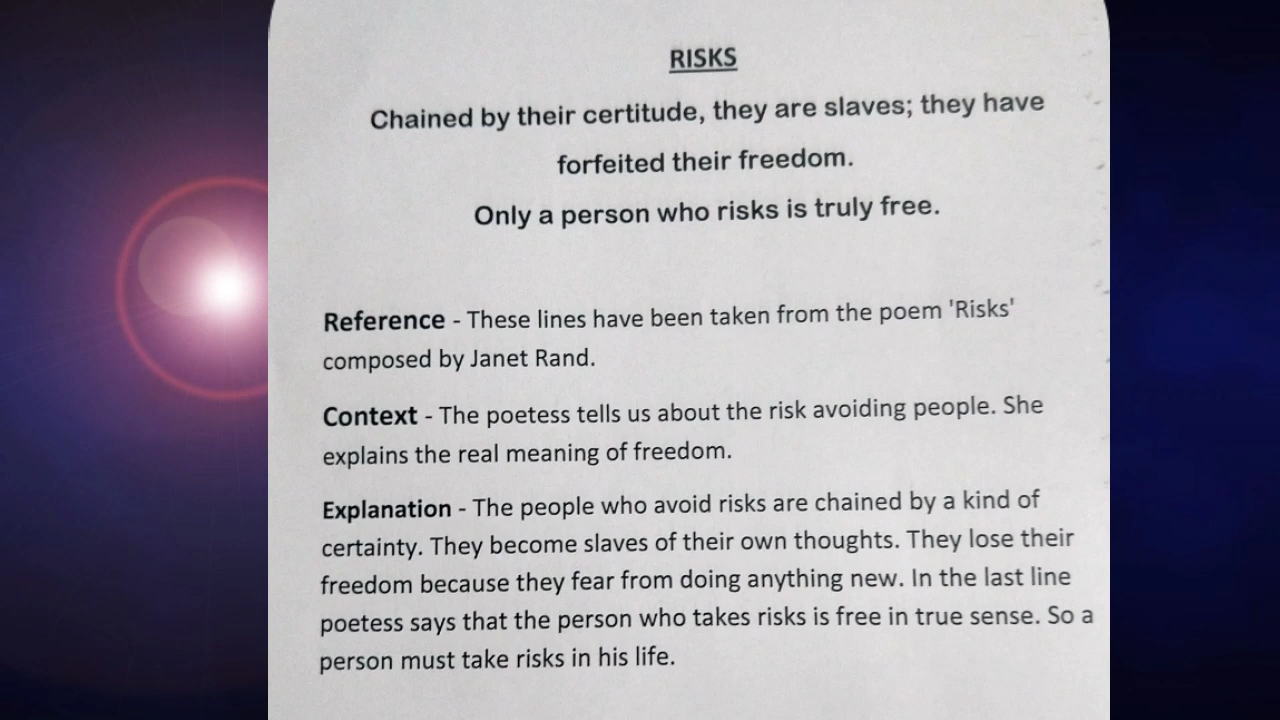 RISKS
Chained by their certitude, they are slaves; they have
forfeited their freedom.
Only a person who risks is truly free.
Reference - These lines have been taken from the poem 'Risks'
composed by Janet Rand.
Context - The poetess tells us about the risk avoiding people. She
explains the real meaning of freedom.
Explanation - The people who avoid risks are chained by a kind of
certainty. They become slaves of their own thoughts. They lose their
freedom because they fear from doing anything new. In the last line
poetess says that the person who takes risks is free in true sense. So a
person must take risks in his life.